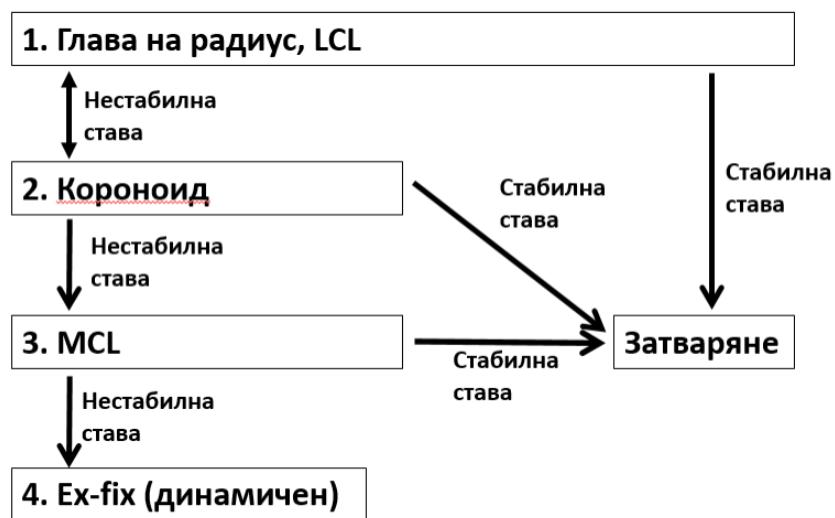 1. Глава на радиус, LCL
Нестабилна
става
Стабилна
става
2. Короноид
Стабилна
става
Нестабилна
става
3. MCL
Затваряне
Стабилна
става
Нестабилна
става
4. Ex-fix (динамичен)